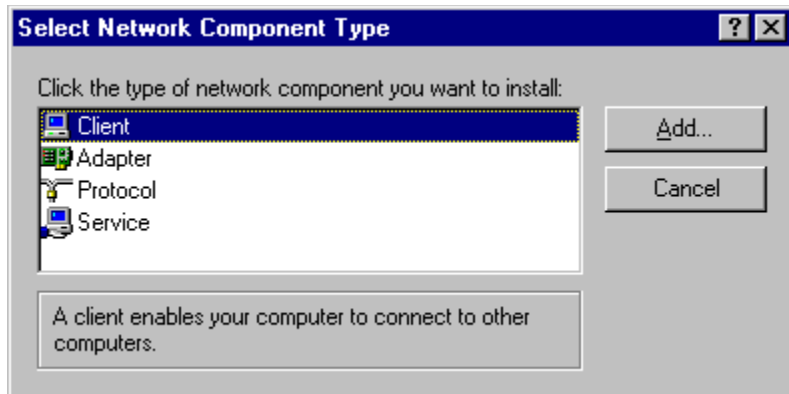 Select Network Component Type
Click the type of network component you want to install:
Client
Adapter
Protocol
Service
Add...
Cancel
A client enables your computer to connect to other
computers.